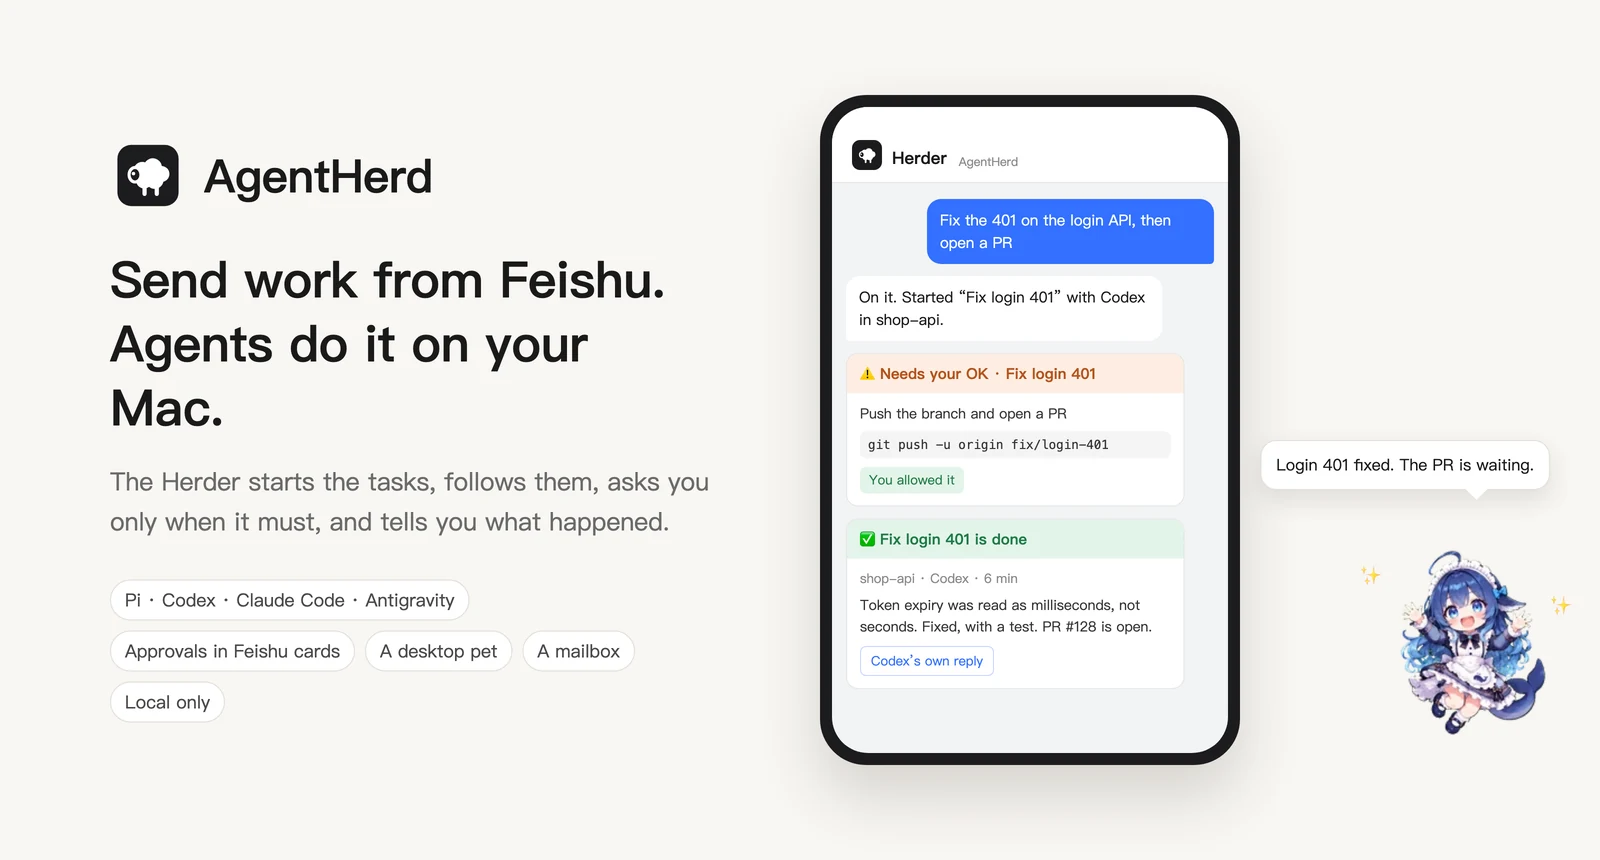 AgentHerd
Send work from Feishu.
Agents do it on your
Mac.
The Herder starts the tasks, follows them, asks you
only when it must, and tells you what happened.
Pi · Codex · Claude Code · Antigravity
Approvals in Feishu cards
A desktop pet
A mailbox
Local only
Herder AgentHerd
Fix the 401 on the login API, then
open a PR
On it. Started “Fix login 401” with Codex
in shop-api.
⚠️ Needs your OK · Fix login 401
Push the branch and open a PR
git push -u origin fix/login-401
You allowed it
✅ Fix login 401 is done
shop-api · Codex · 6 min
Token expiry was read as milliseconds, not
seconds. Fixed, with a test. PR #128 is open.
Codex’s own reply
Login 401 fixed. The PR is waiting.